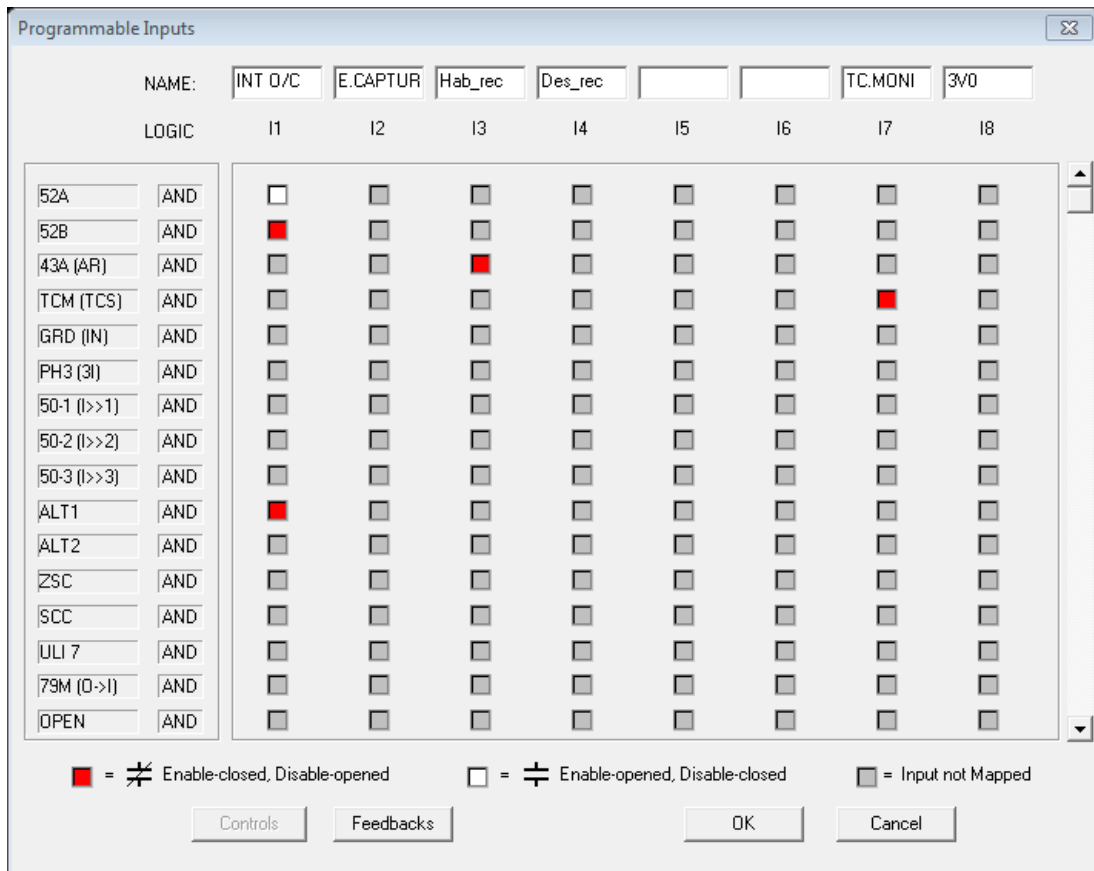 Programmable Inputs
NAME: INT O/C E.CAPTUR Hab_rec Des_rec TC.MONI 3V0
LOGIC I1 I2 I3 I4 I5 I6 I7 I8
52A AND
52B AND
43A (AR) AND
TCM (TCS) AND
GRD (IN) AND
PH3 (3I) AND
50-1 (I>>1) AND
50-2 (I>>2) AND
50-3 (I>>3) AND
ALT1 AND
ALT2 AND
ZSC AND
SCC AND
ULI 7 AND
79M (O->I) AND
OPEN AND
= Enable-closed, Disable-opened = Enable-opened, Disable-closed = Input not Mapped
Controls Feedbacks OK Cancel